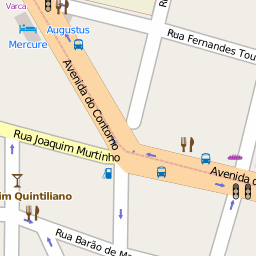 Varca
Augustus
Mercure
Rua Fernandes Tou
Avenida do Contorno
Rua Joaquim Murtinho
Avenida d
im Quintiliano
Rua Barão de M